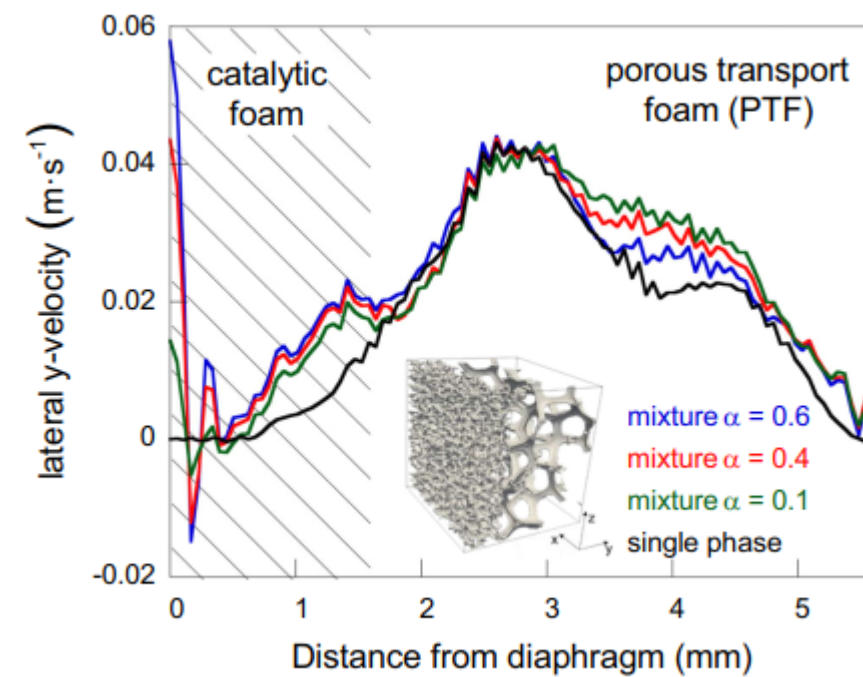 0.06
0.04
0.02
0
-0.02
lateral y-velocity (m·s⁻¹)
catalytic
foam
porous transport
foam (PTF)
mixture α = 0.6
mixture α = 0.4
mixture α = 0.1
single phase
z
x
y
0 1 2 3 4 5
Distance from diaphragm (mm)